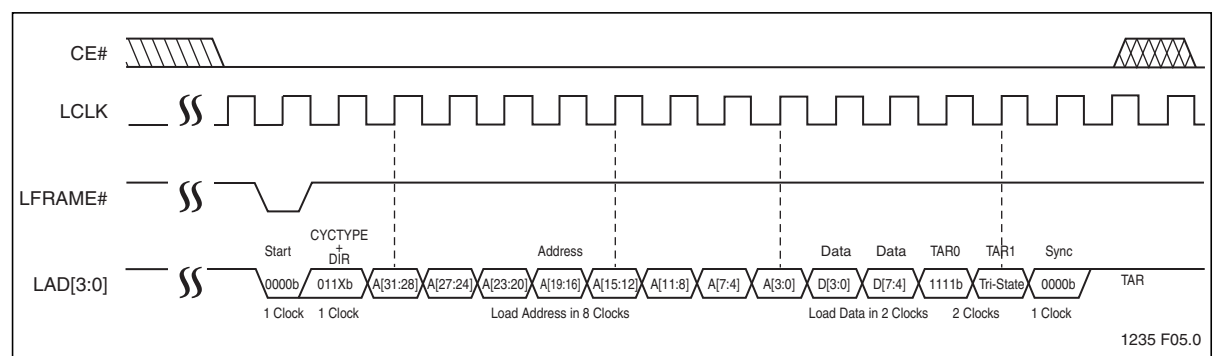 CE#
LCLK
LFRAME#
Start
CYCTYPE
+
DIR
Address
Data
Data
TAR0
TAR1
Sync
LAD[3:0]
0000b
011Xb
A[31:28]
A[27:24]
A[23:20]
A[19:16]
A[15:12]
A[11:8]
A[7:4]
A[3:0]
D[3:0]
D[7:4]
1111b
Tri-State
0000b
TAR
1 Clock
1 Clock
Load Address in 8 Clocks
Load Data in 2 Clocks
2 Clocks
1 Clock
1235 F05.0